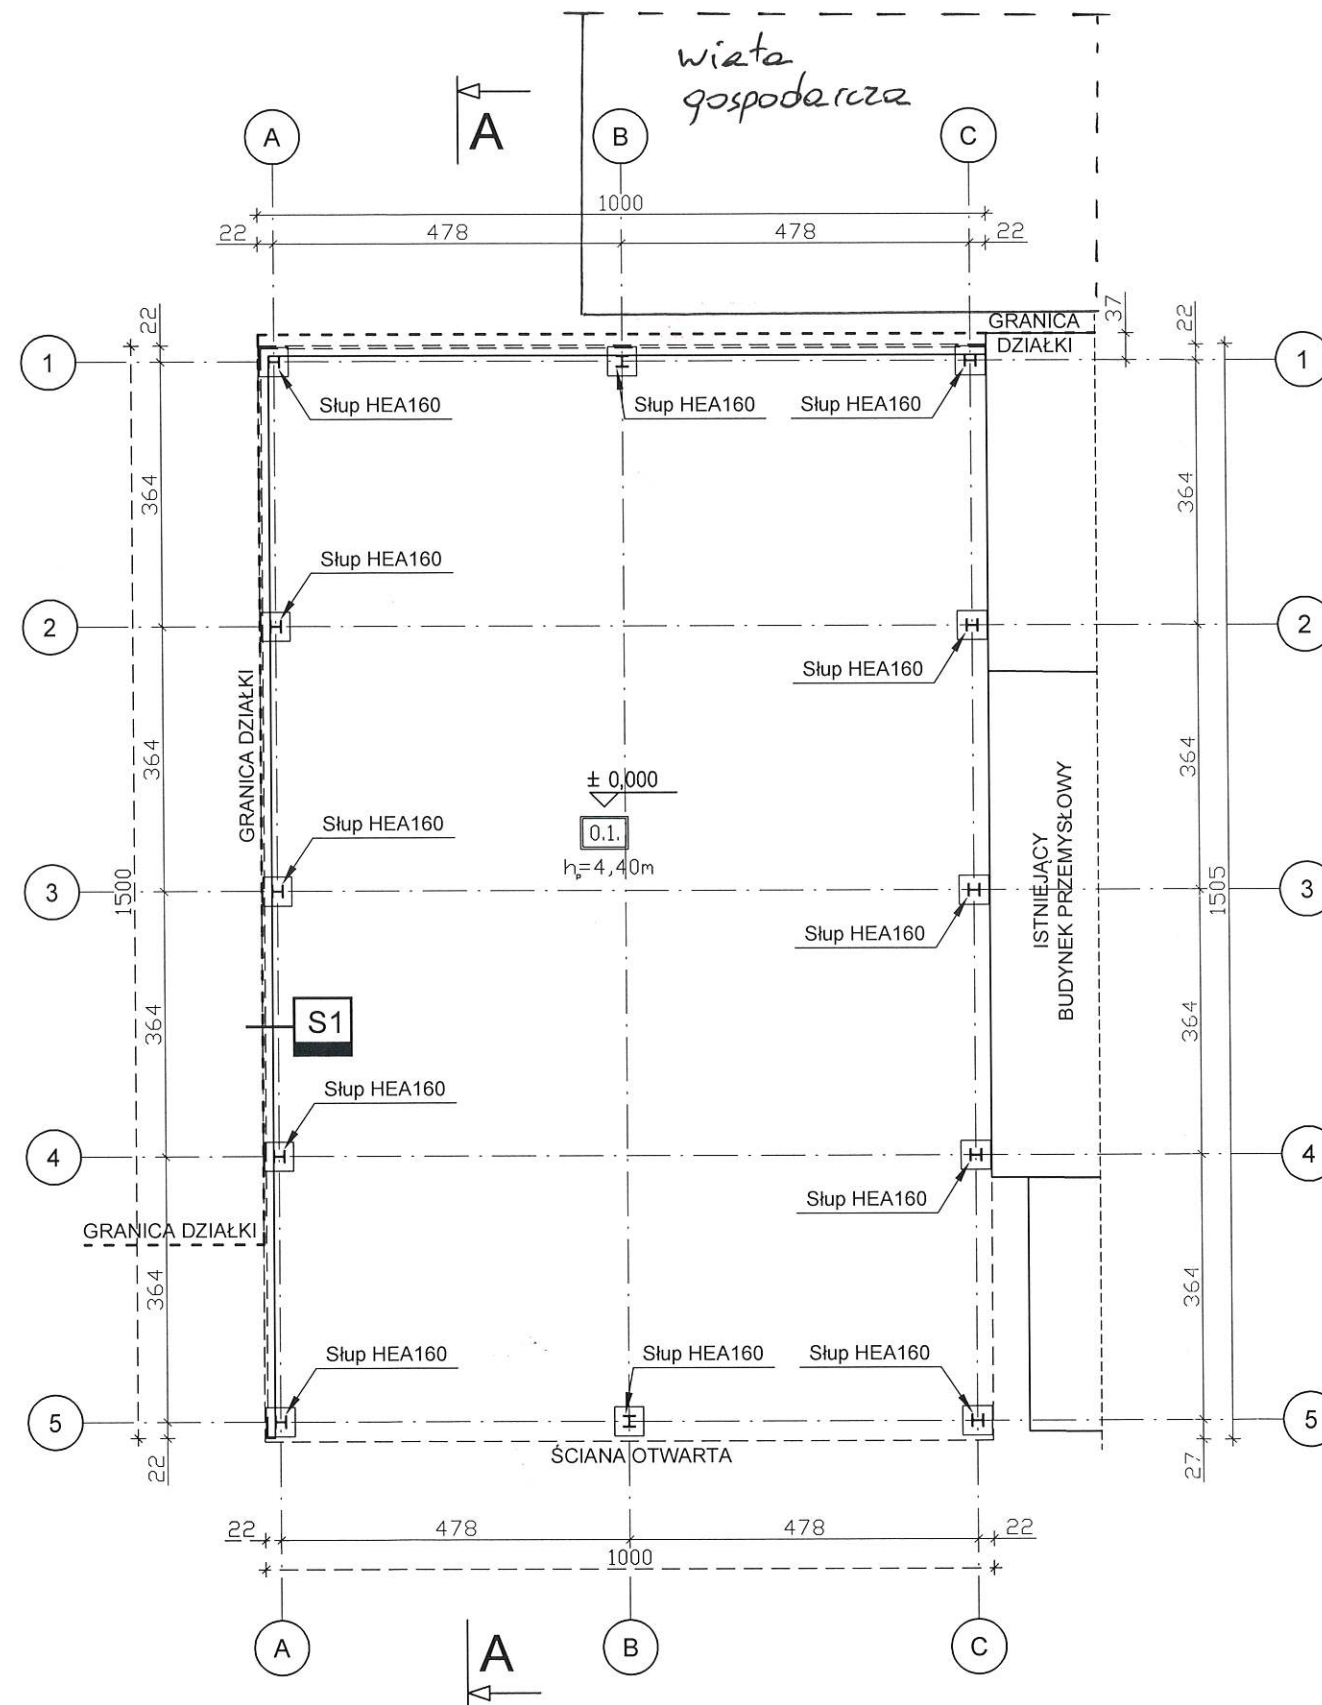 wiata
gospodarcza
A
A
B
C
1000
22
478
478
22
22
37
22
GRANICA
DZIAŁKI
1
1
Słup HEA160
Słup HEA160
Słup HEA160
364
364
Słup HEA160
2
2
Słup HEA160
GRANICA DZIAŁKI
364
364
± 0,000
0.1.
hp=4,40m
Słup HEA160
1500
3
3
1505
Słup HEA160
ISTNIEJĄCY
BUDYNEK PRZEMYSŁOWY
S1
364
364
Słup HEA160
4
4
Słup HEA160
GRANICA DZIAŁKI
364
364
Słup HEA160
Słup HEA160
Słup HEA160
5
5
ŚCIANA OTWARTA
22
27
22
478
478
22
1000
A
B
C
A